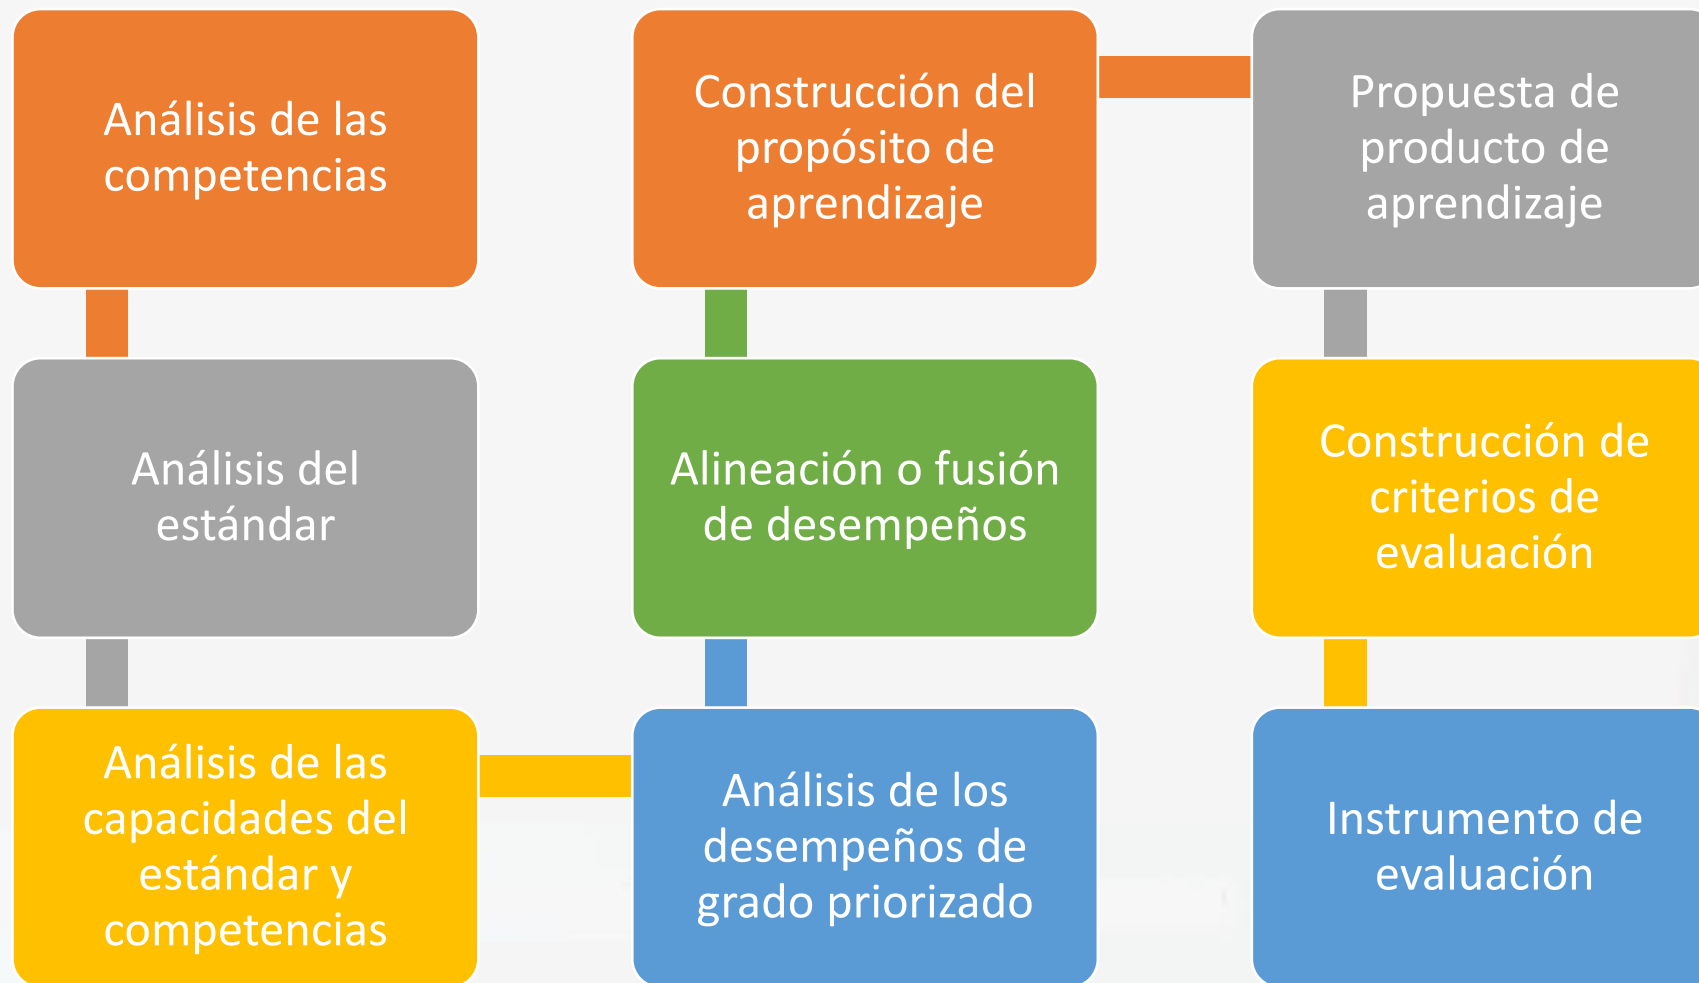 Análisis de las
competencias
Análisis del
estándar
Análisis de las
capacidades del
estándar y
competencias
Análisis de los
desempeños de
grado priorizado
Alineación o fusión
de desempeños
Construcción del
propósito de
aprendizaje
Propuesta de
producto de
aprendizaje
Construcción de
criterios de
evaluación
Instrumento de
evaluación